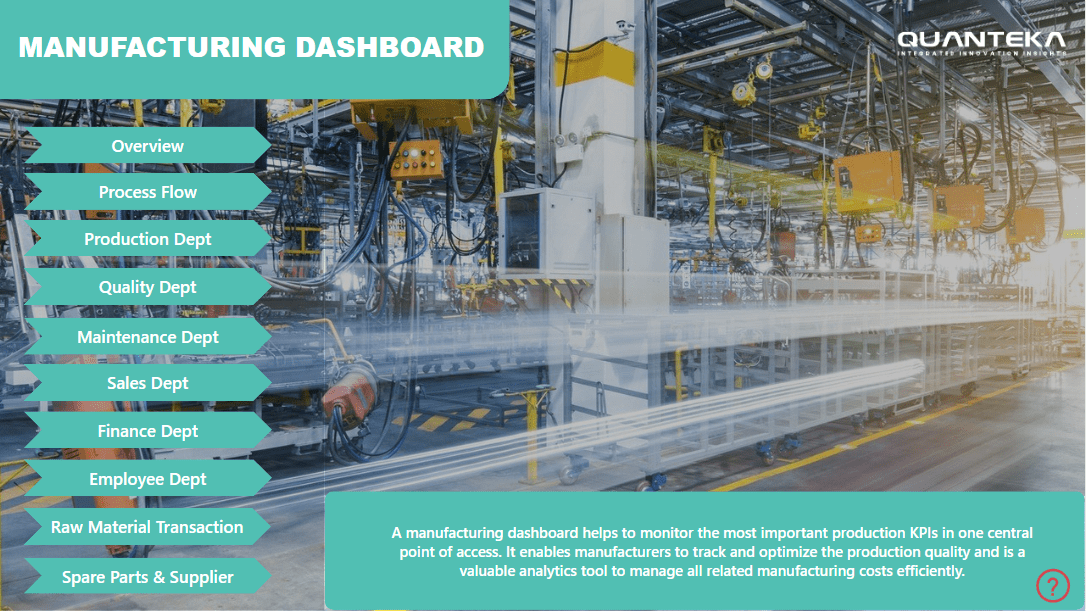 MANUFACTURING DASHBOARD
QUANTEKA
INTEGRATED INNOVATION INSIGHTS
Overview
Process Flow
Production Dept
Quality Dept
Maintenance Dept
Sales Dept
Finance Dept
Employee Dept
Raw Material Transaction
Spare Parts & Supplier
A manufacturing dashboard helps to monitor the most important production KPIs in one central
point of access. It enables manufacturers to track and optimize the production quality and is a
valuable analytics tool to manage all related manufacturing costs efficiently.
?